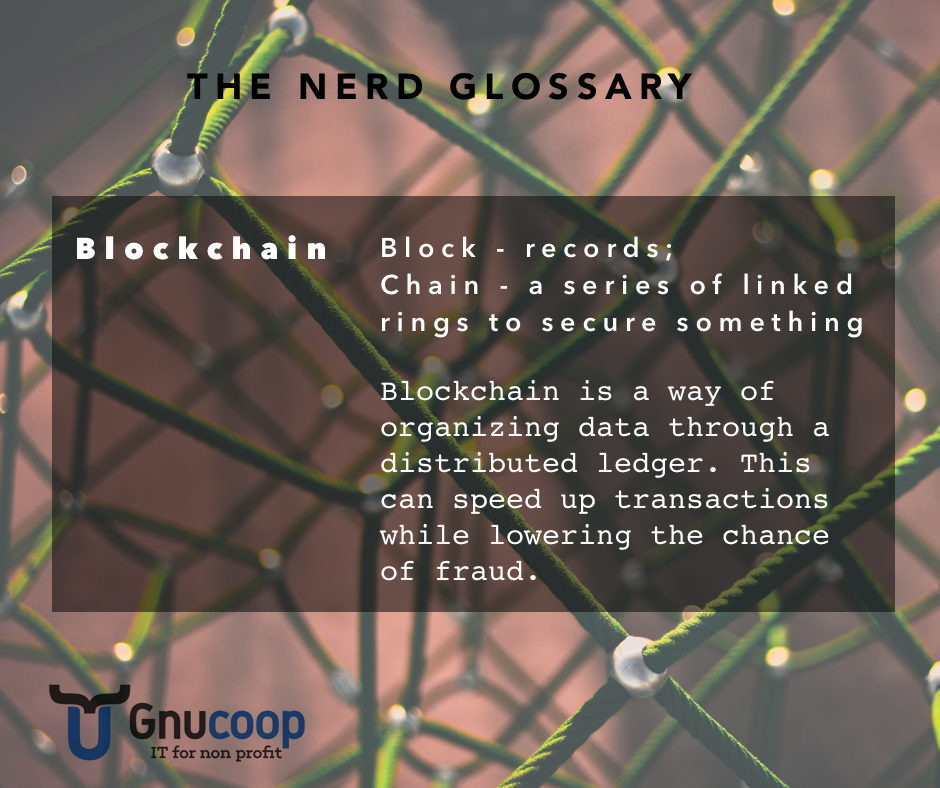 THE NERD GLOSSARY
Blockchain
Block - records;
Chain - a series of linked
rings to secure something
Blockchain is a way of
organizing data through a
distributed ledger. This
can speed up transactions
while lowering the chance
of fraud.
Gnucoop
IT for non profit